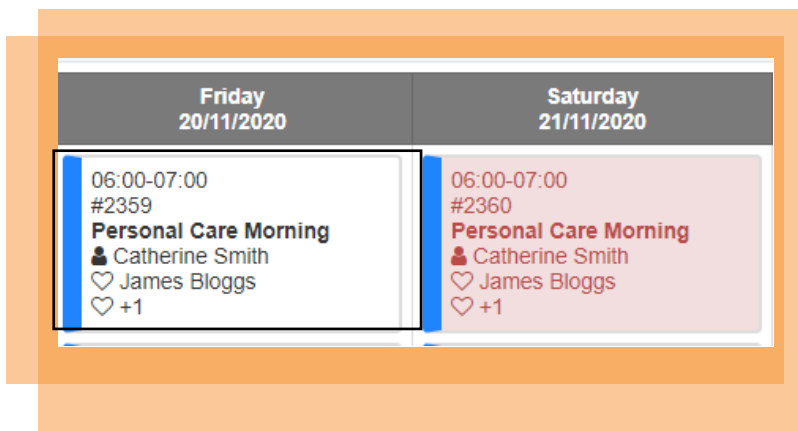 Friday
20/11/2020
Saturday
21/11/2020
06:00-07:00
#2359
Personal Care Morning
Catherine Smith
James Bloggs
+1
06:00-07:00
#2360
Personal Care Morning
Catherine Smith
James Bloggs
+1